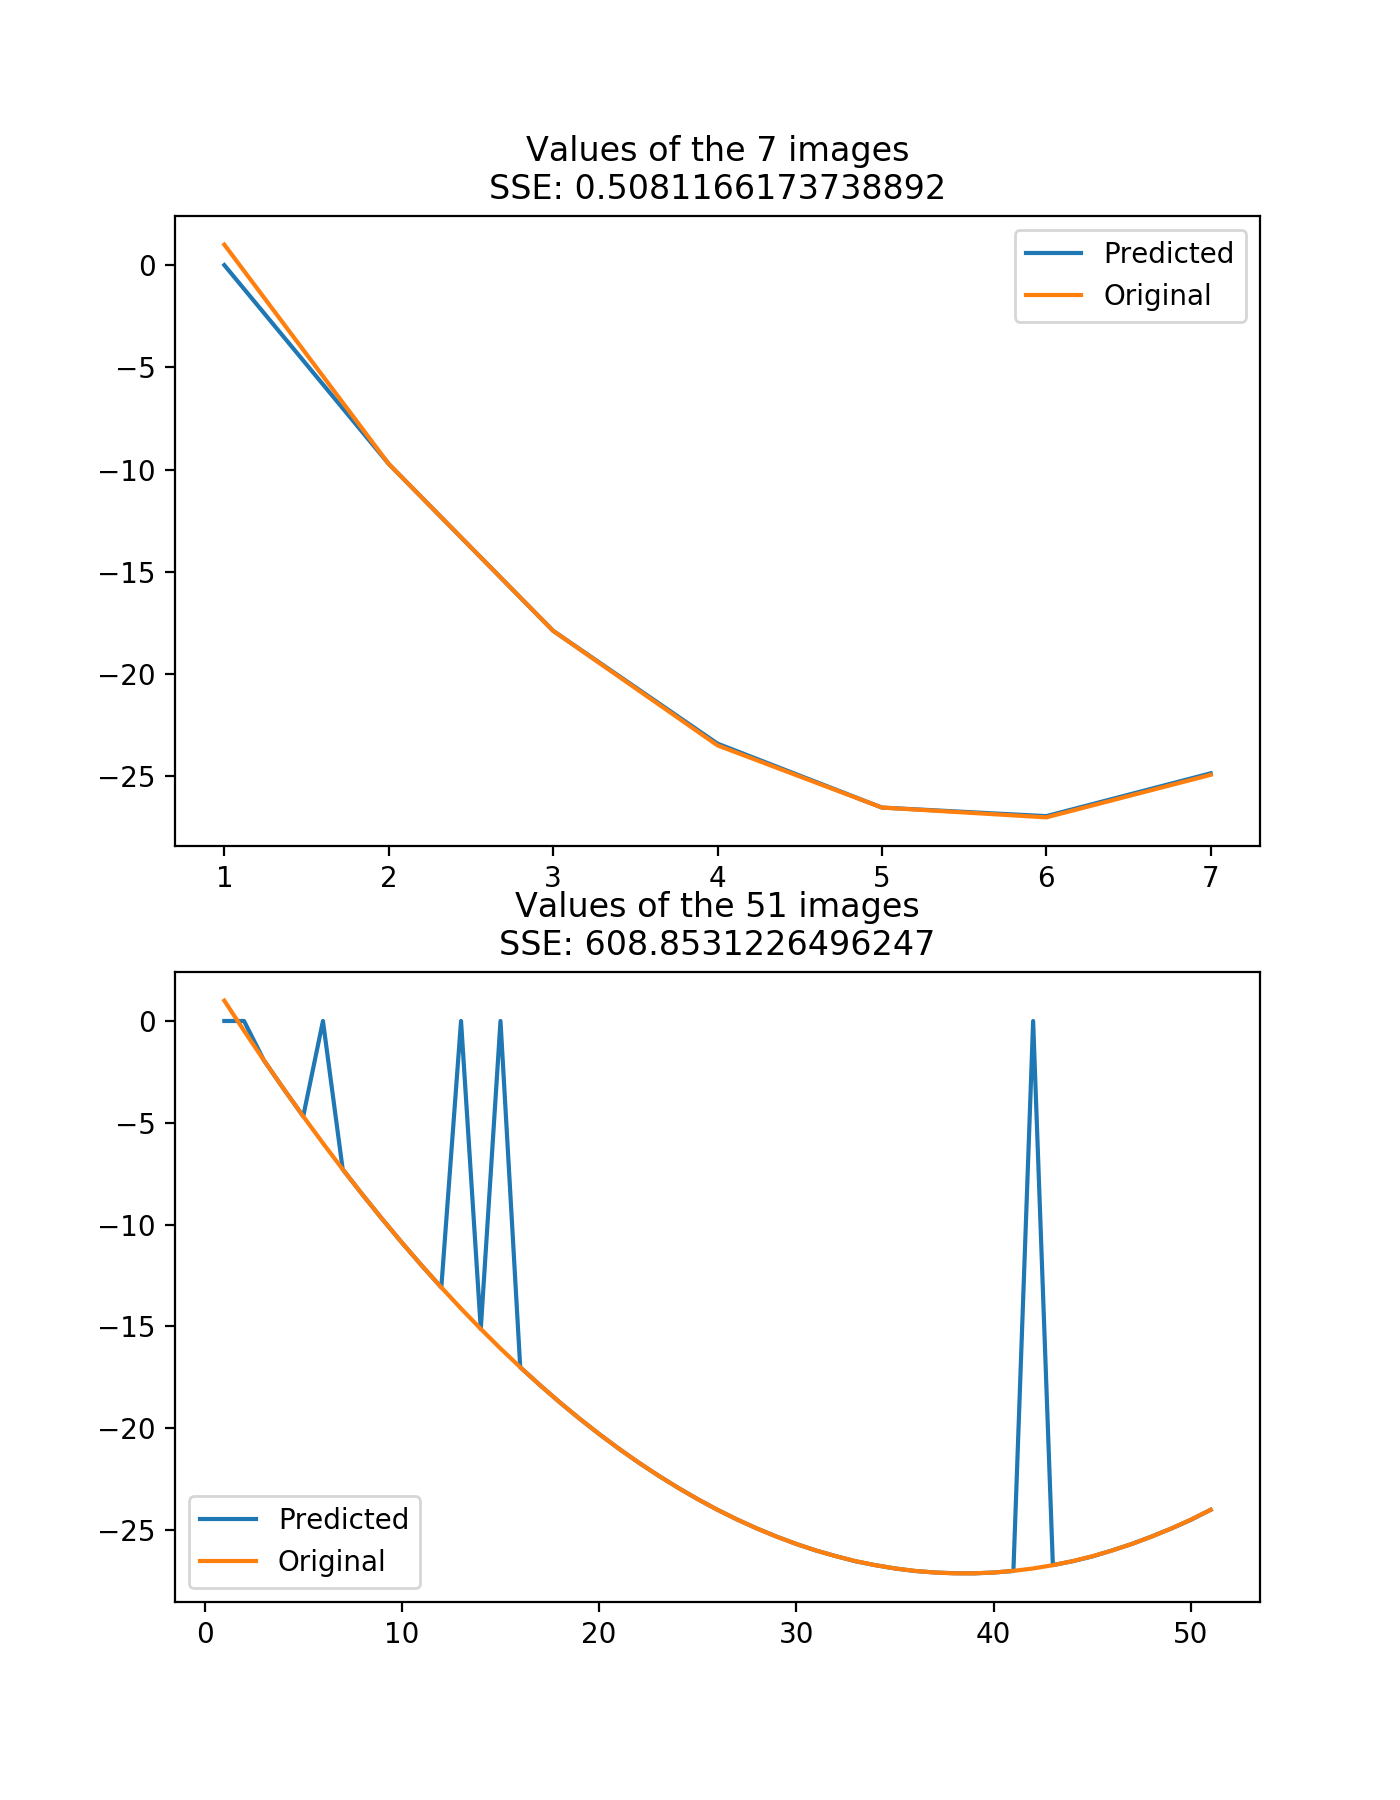 Values of the 7 images
SSE: 0.5081166173738892
Predicted
Original
0
−5
−10
−15
−20
−25
1 2 3 4 5 6 7
Values of the 51 images
SSE: 608.8531226496247
0
−5
−10
−15
−20
−25
Predicted
Original
0 10 20 30 40 50